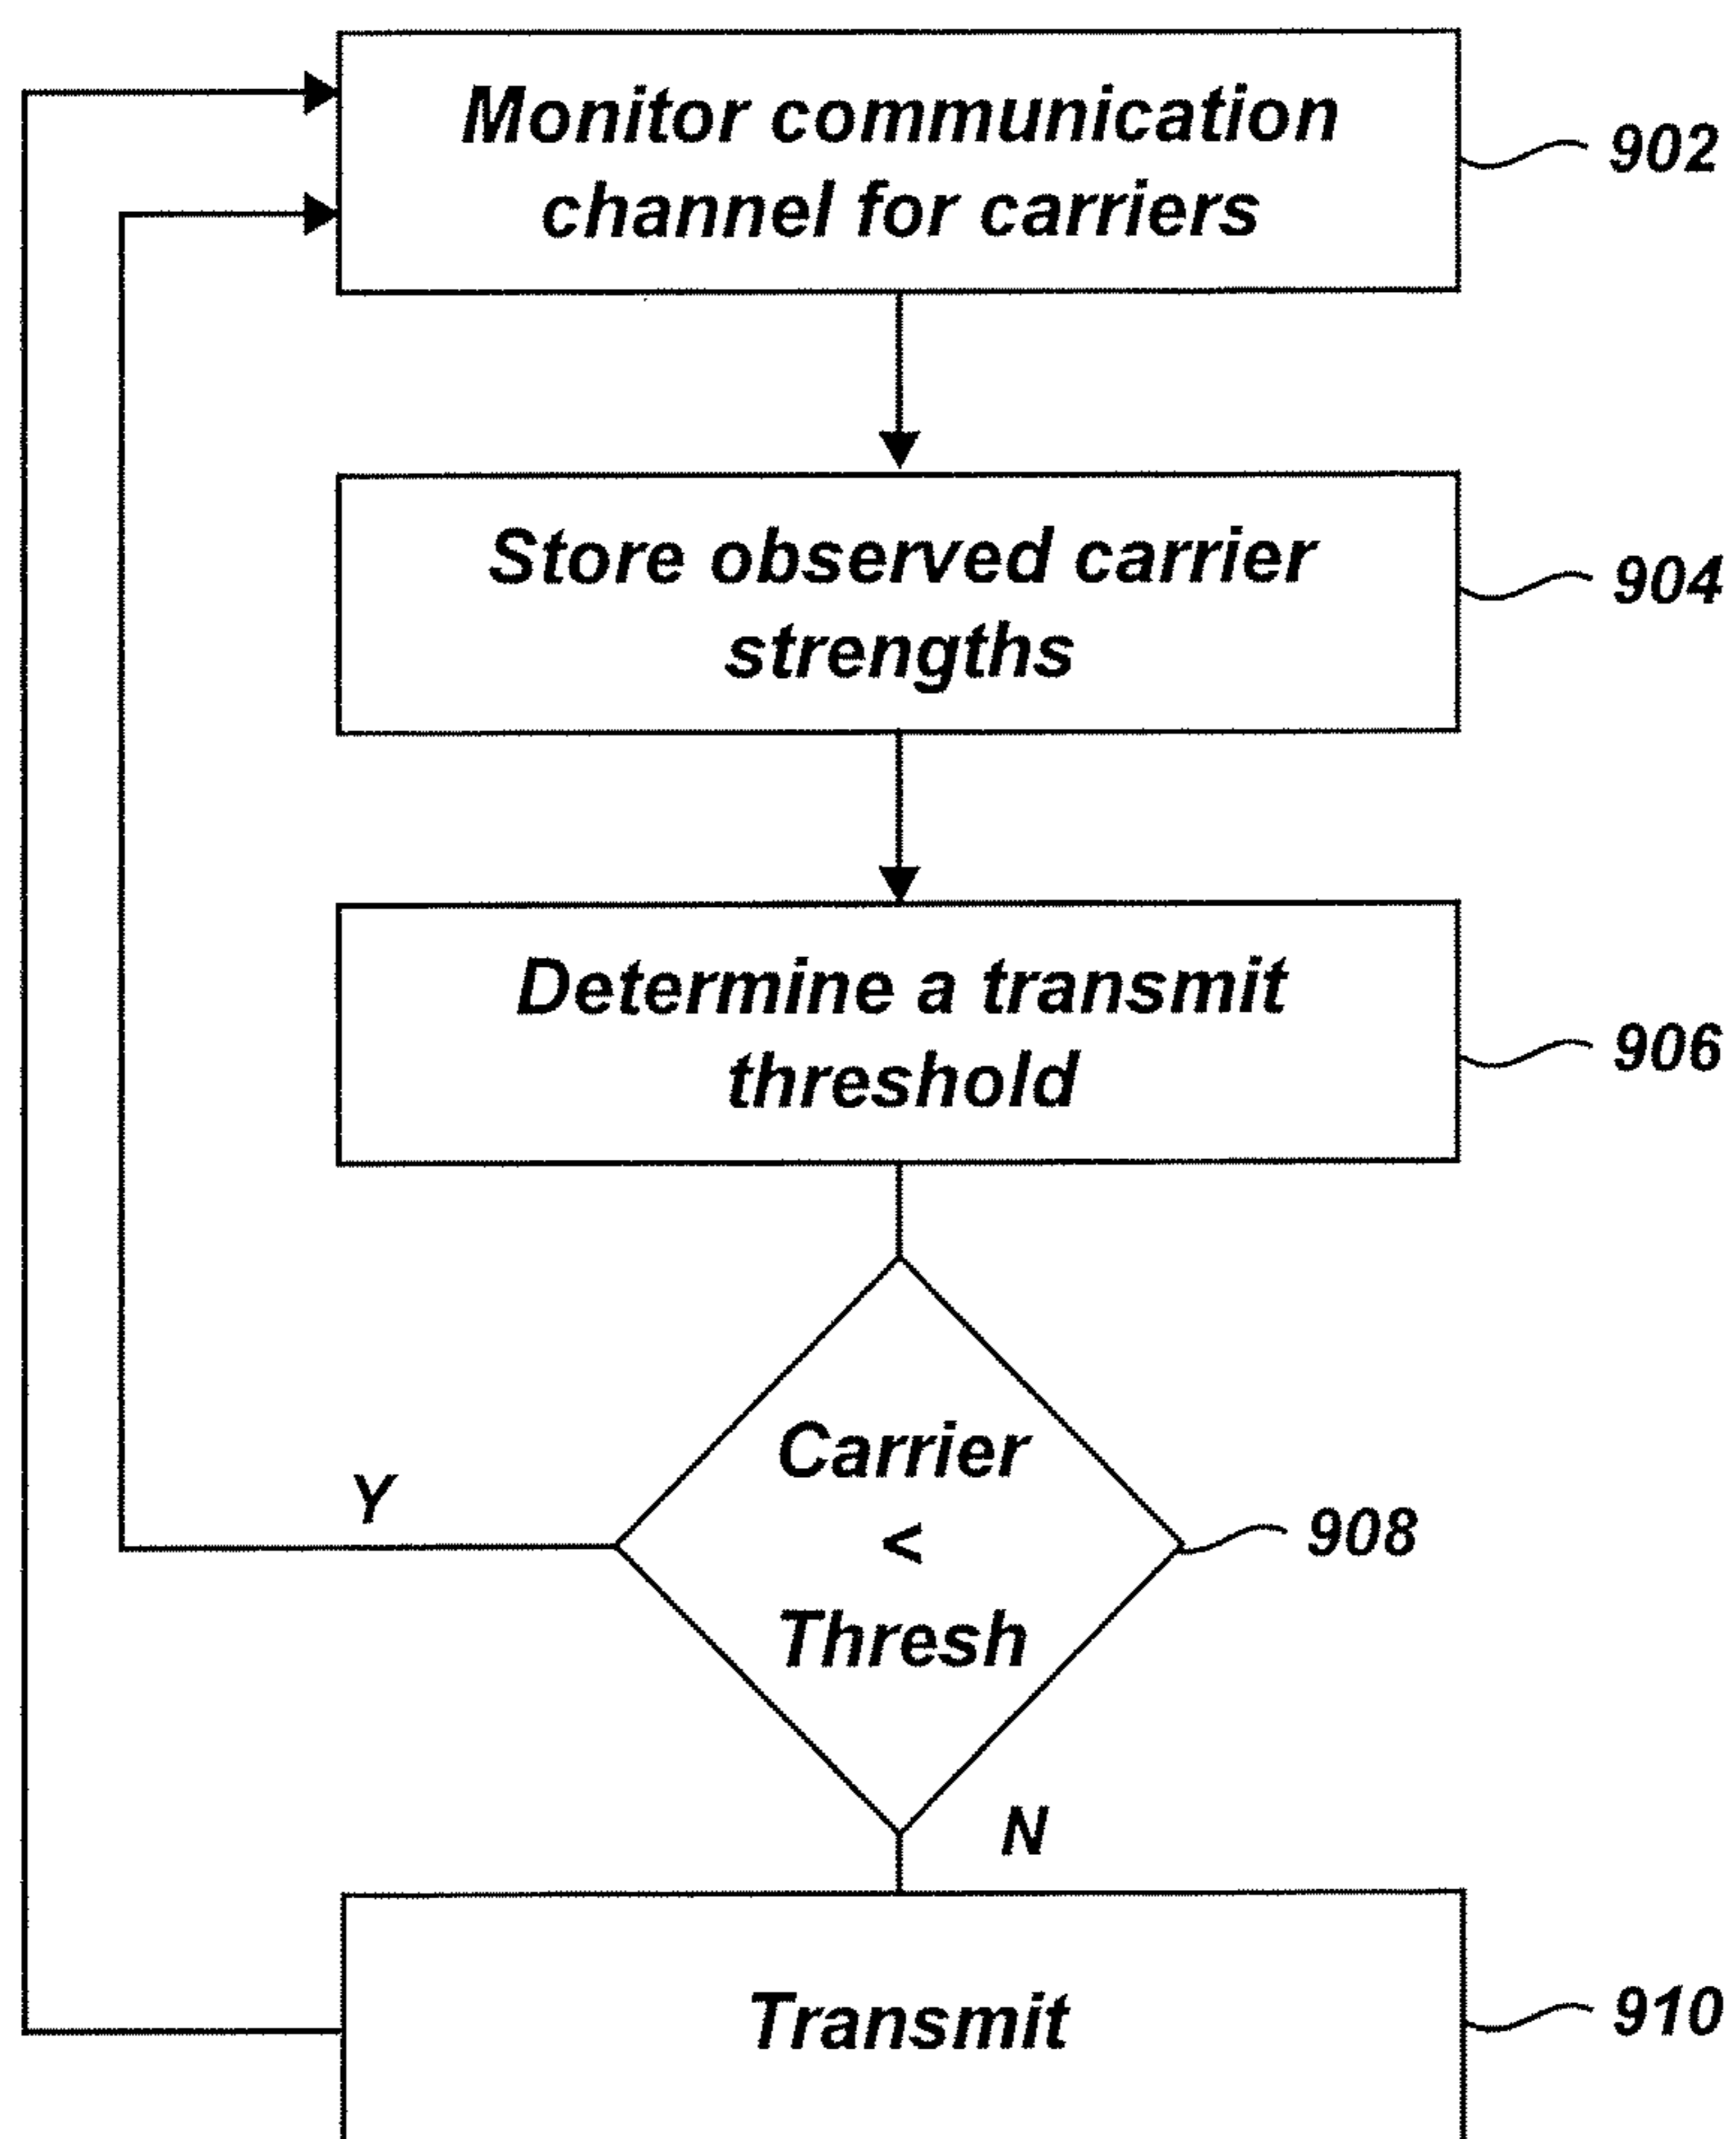 Monitor communication
channel for carriers
902
Store observed carrier
strengths
904
Determine a transmit
threshold
906
Carrier
<
Thresh
908
Y
N
Transmit
910